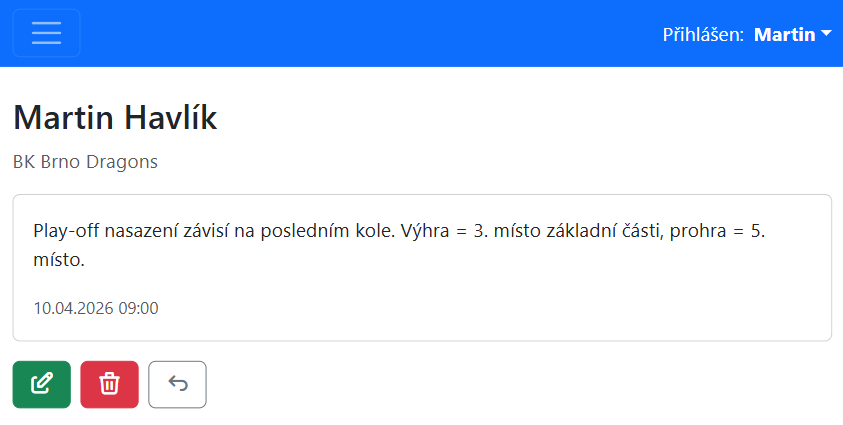 Přihlášen: Martin
Martin Havlík
BK Brno Dragons
Play-off nasazení závisí na posledním kole. Výhra = 3. místo základní části, prohra = 5.
místo.
10.04.2026 09:00